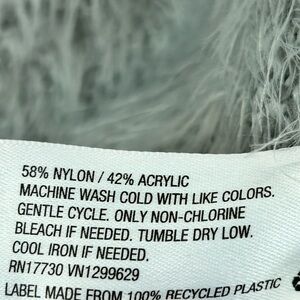 58% NYLON / 42% ACRYLIC
MACHINE WASH COLD WITH LIKE COLORS.
GENTLE CYCLE. ONLY NON-CHLORINE
BLEACH IF NEEDED. TUMBLE DRY LOW.
COOL IRON IF NEEDED.
RN17730 VN1299629
LABEL MADE FROM 100% RECYCLED PLASTIC